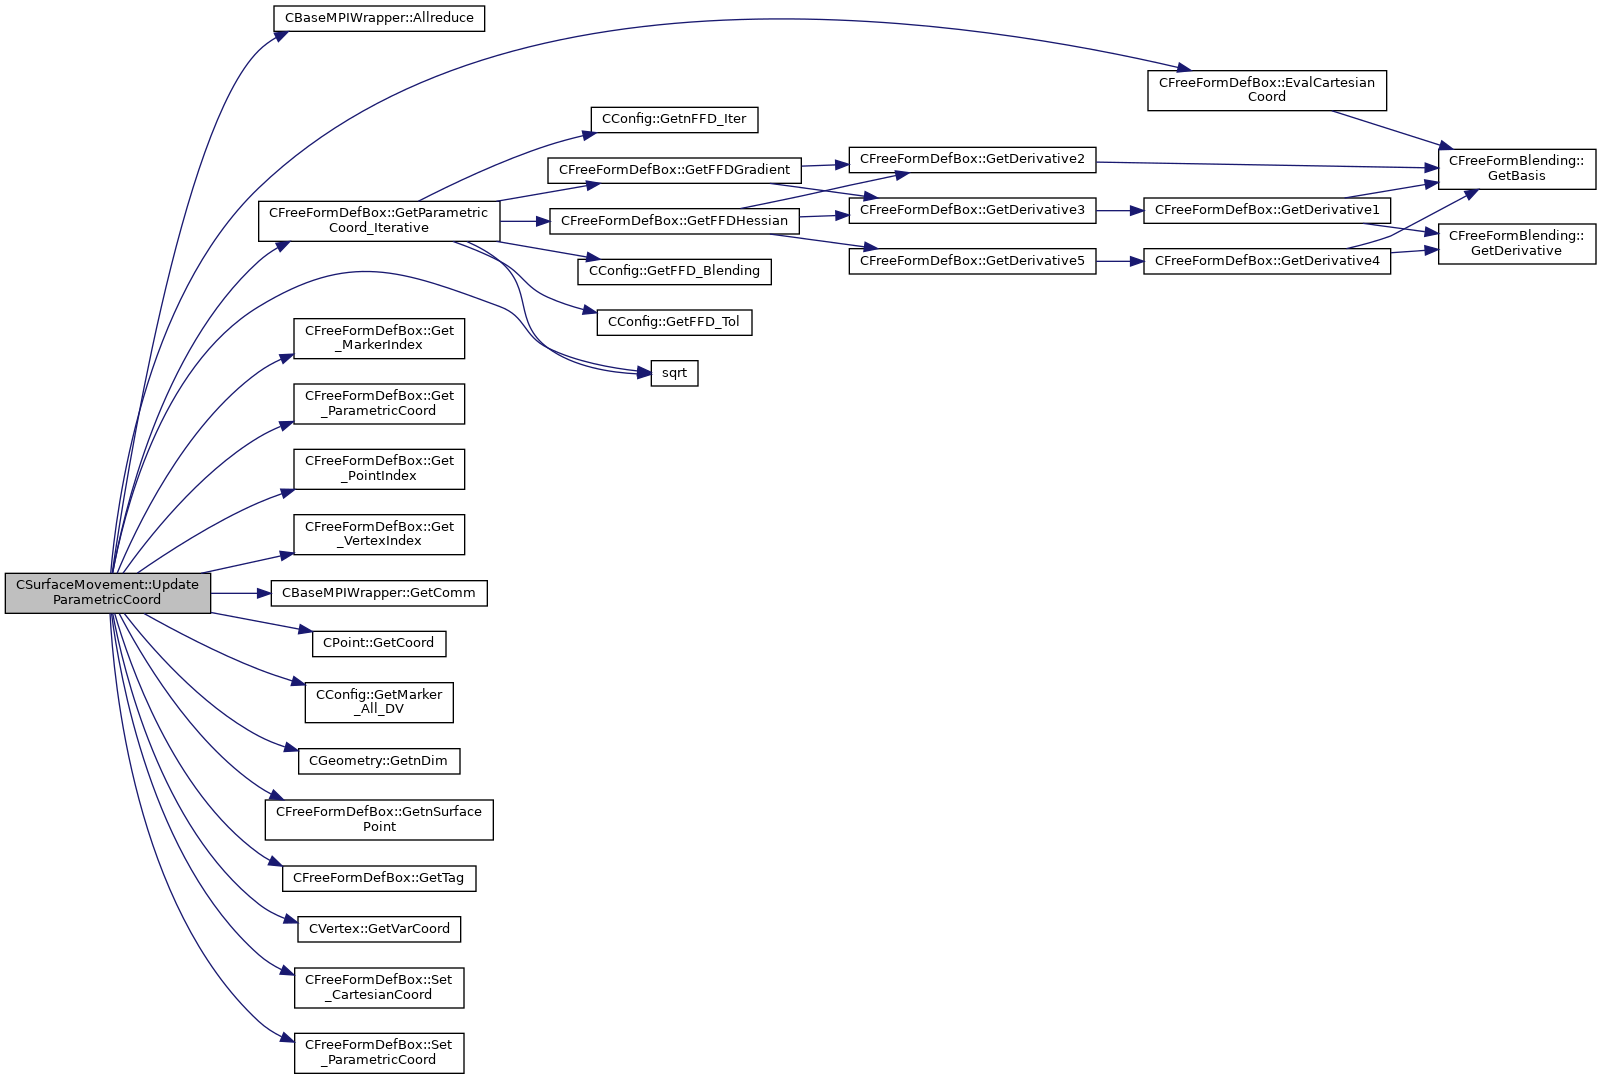 CBaseMPIWrapper::Allreduce
CFreeFormDefBox::EvalCartesian
Coord
CConfig::GetnFFD_Iter
CFreeFormDefBox::GetDerivative2
CFreeFormBlending::
GetBasis
CFreeFormDefBox::GetFFDGradient
CFreeFormDefBox::GetParametric
Coord_Iterative
CFreeFormDefBox::GetFFDHessian
CFreeFormDefBox::GetDerivative3
CFreeFormDefBox::GetDerivative1
CFreeFormBlending::
GetDerivative
CFreeFormDefBox::GetDerivative5
CFreeFormDefBox::GetDerivative4
CConfig::GetFFD_Blending
CConfig::GetFFD_Tol
CFreeFormDefBox::Get
_MarkerIndex
sqrt
CFreeFormDefBox::Get
_ParametricCoord
CFreeFormDefBox::Get
_PointIndex
CFreeFormDefBox::Get
_VertexIndex
CSurfaceMovement::Update
ParametricCoord
CBaseMPIWrapper::GetComm
CPoint::GetCoord
CConfig::GetMarker
_All_DV
CGeometry::GetnDim
CFreeFormDefBox::GetnSurface
Point
CFreeFormDefBox::GetTag
CVertex::GetVarCoord
CFreeFormDefBox::Set
_CartesianCoord
CFreeFormDefBox::Set
_ParametricCoord